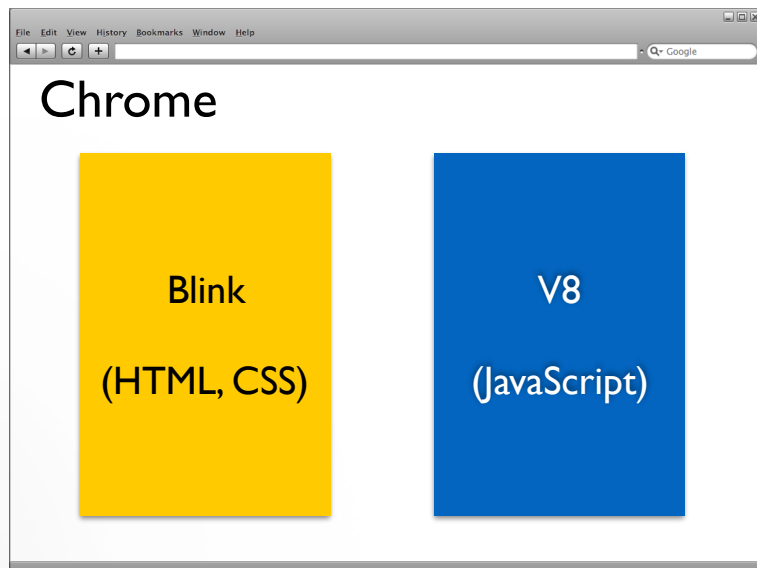 File Edit View History Bookmarks Window Help
Google
Chrome
Blink
(HTML, CSS)
V8
(JavaScript)